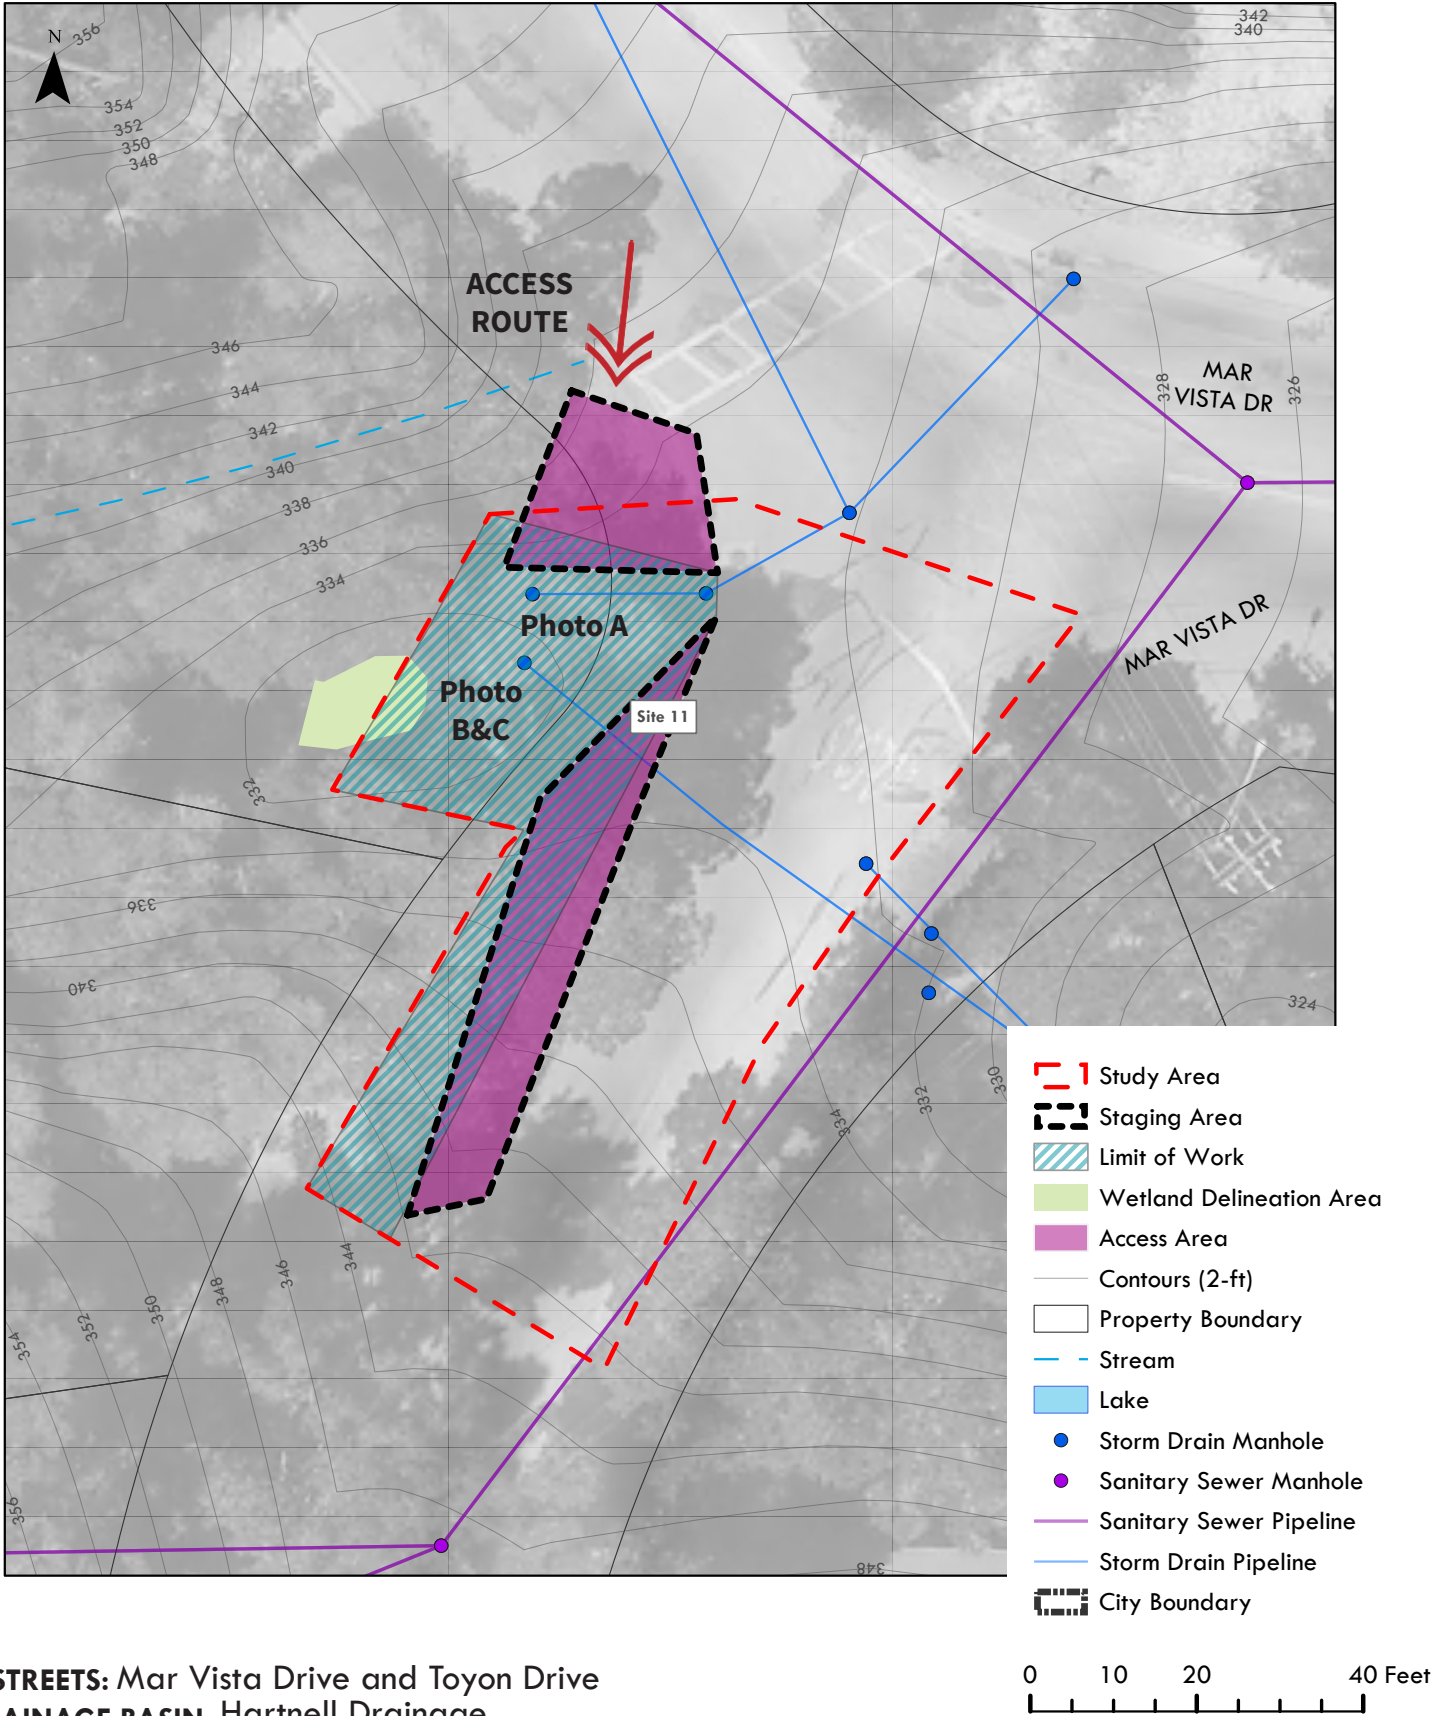 342
340
N
356
354
352
350
348
ACCESS
ROUTE
346
344
342
340
338
336
334
332
MAR
VISTA DR
328
326
MAR VISTA DR
Photo A
Photo
B&C
Site 11
336
340
324
330
332
334
344
346
348
350
352
354
356
348
Study Area
Staging Area
Limit of Work
Wetland Delineation Area
Access Area
Contours (2-ft)
Property Boundary
Stream
Lake
Storm Drain Manhole
Sanitary Sewer Manhole
Sanitary Sewer Pipeline
Storm Drain Pipeline
City Boundary
0 10 20 40 Feet
STREETS: Mar Vista Drive and Toyon Drive
AINAGE BASIN: Hartnell Drainage